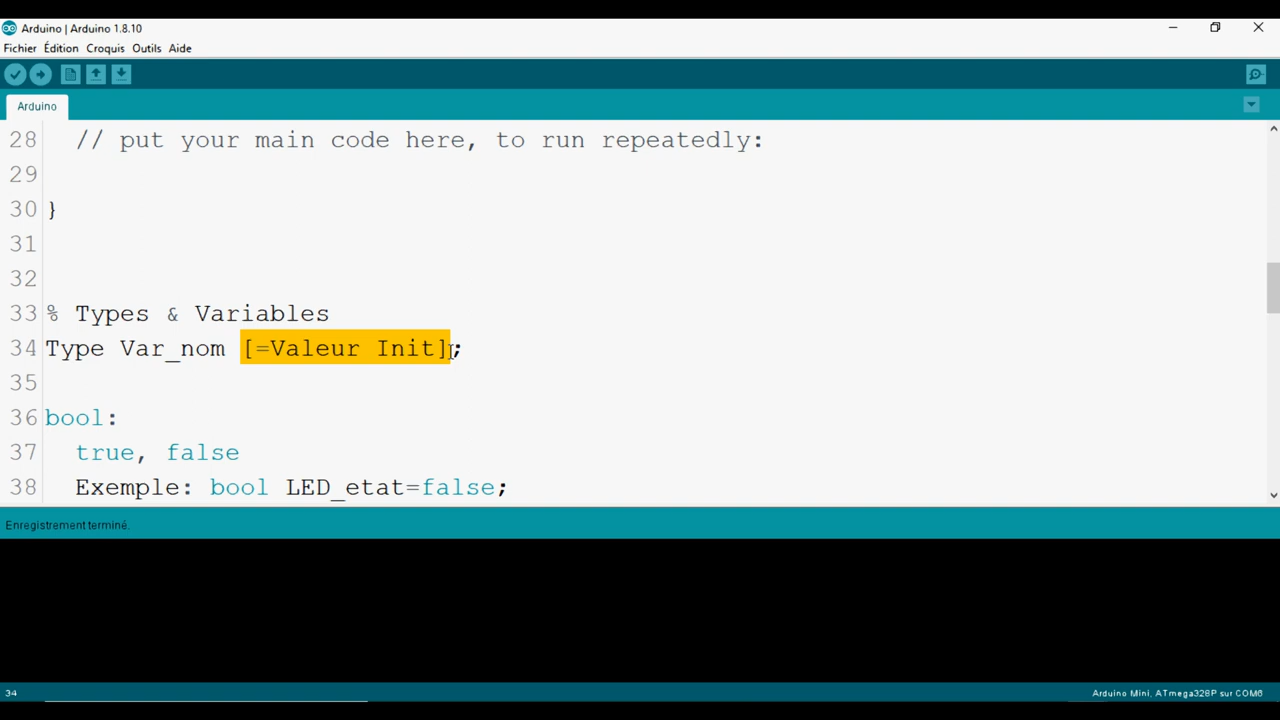 Arduino | Arduino 1.8.10
Fichier Édition Croquis Outils Aide
Arduino
28 // put your main code here, to run repeatedly:
29
30 }
31
32
33 % Types & Variables
34 Type Var_nom [=Valeur Init];
35
36 bool:
37 true, false
38 Exemple: bool LED_etat=false;
Enregistrement terminé.
34 Arduino Mini, ATmega328P sur COM6